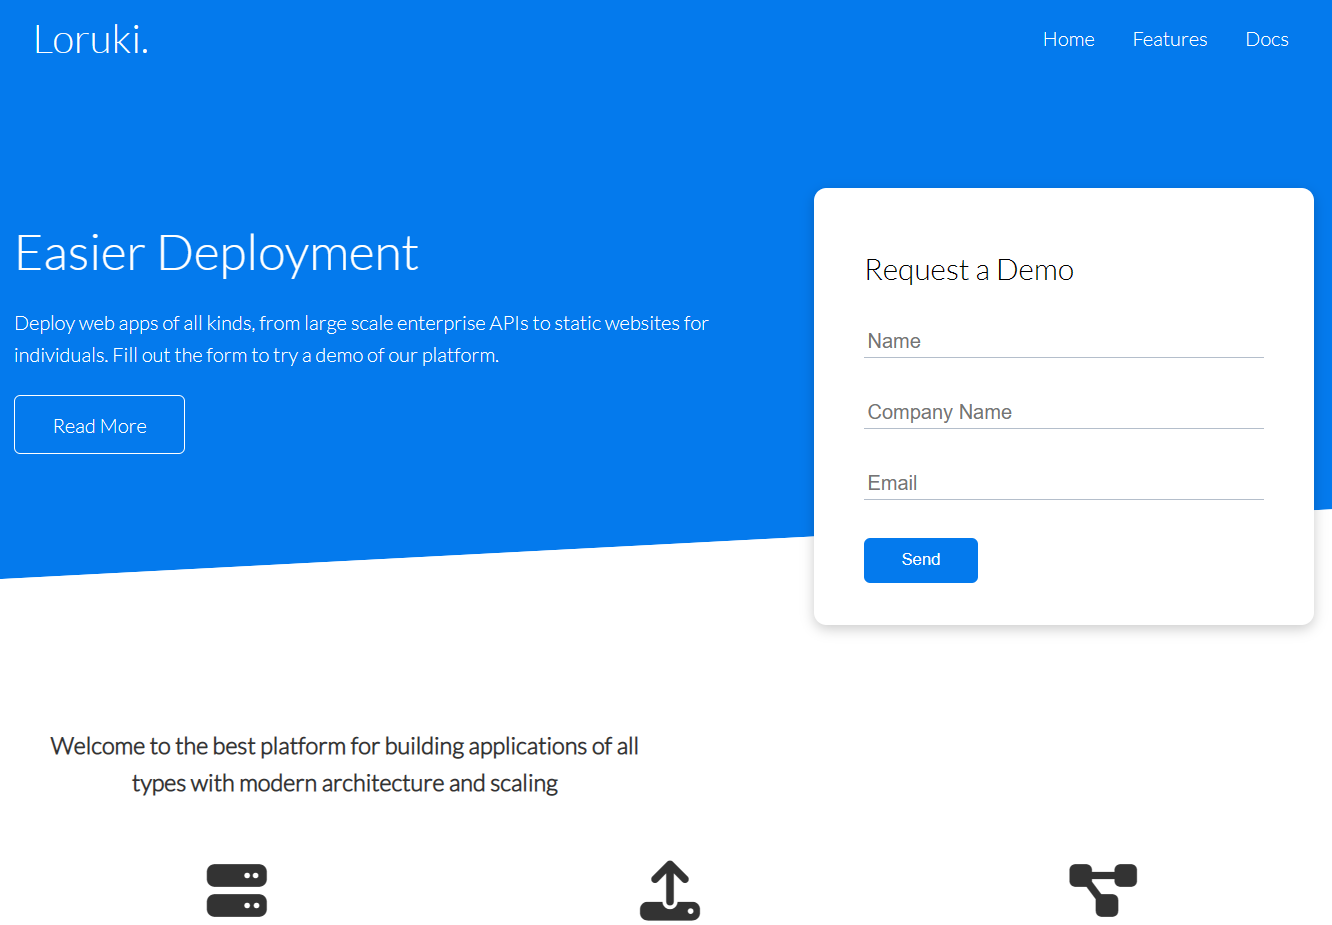 Loruki.
Home Features Docs
Easier Deployment
Deploy web apps of all kinds, from large scale enterprise APIs to static websites for
individuals. Fill out the form to try a demo of our platform.
Read More
Request a Demo
Name
Company Name
Email
Send
Welcome to the best platform for building applications of all
types with modern architecture and scaling